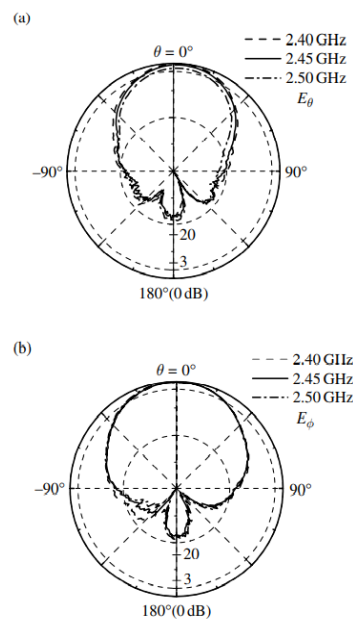 (a)
θ = 0°
2.40 GHz
2.45 GHz
2.50 GHz
Eθ
–90°
90°
20
3
180°(0 dB)
(b)
θ = 0°
2.40 GHz
2.45 GHz
2.50 GHz
Eϕ
–90°
90°
20
3
180°(0 dB)